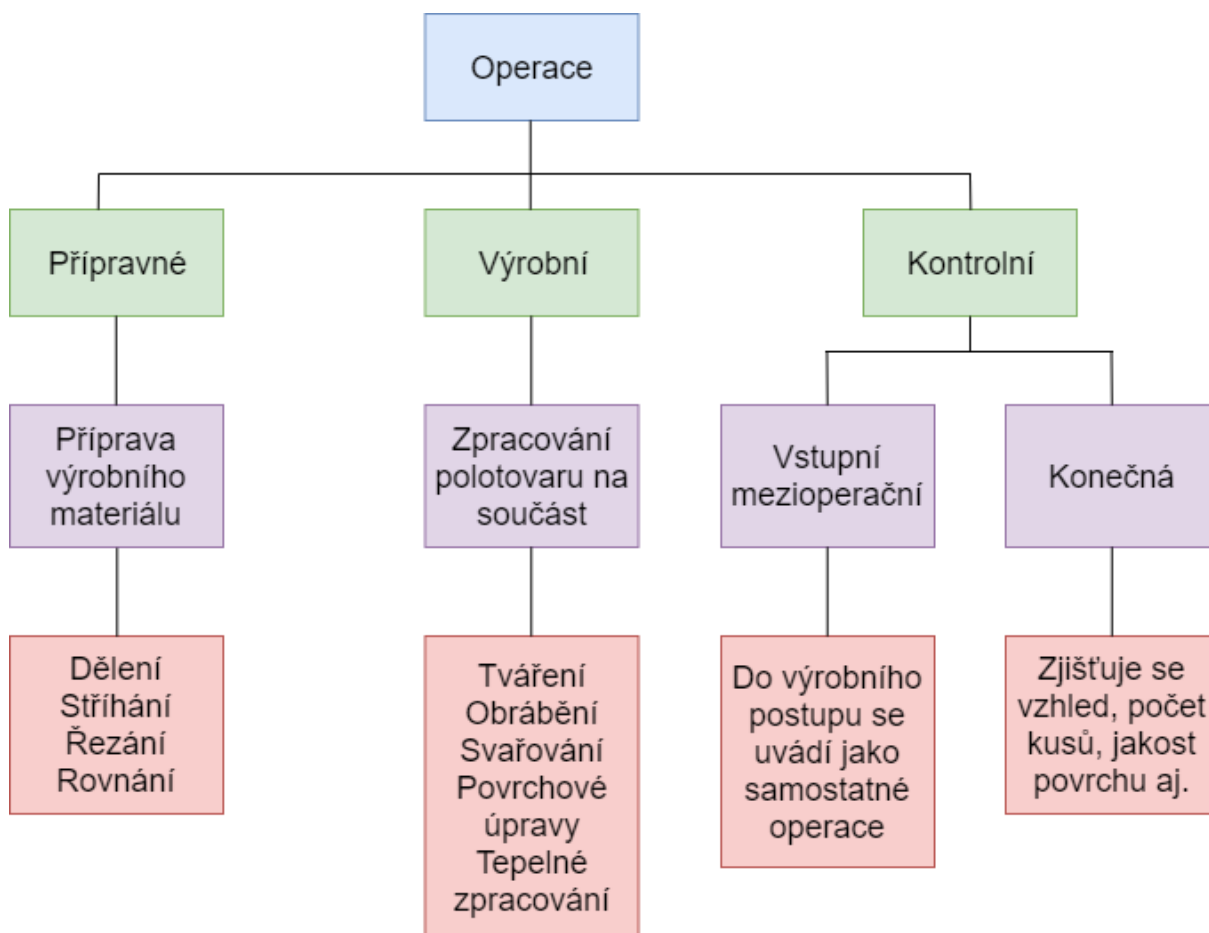 Operace
Přípravné
Výrobní
Kontrolní
Příprava
výrobního
materiálu
Zpracování
polotovaru na
součást
Vstupní
mezioperační
Konečná
Dělení
Stříhání
Řezání
Rovnání
Tváření
Obrábění
Svařování
Povrchové
úpravy
Tepelné
zpracování
Do výrobního
postupu se
uvádí jako
samostatné
operace
Zjišťuje se
vzhled, počet
kusů, jakost
povrchu aj.